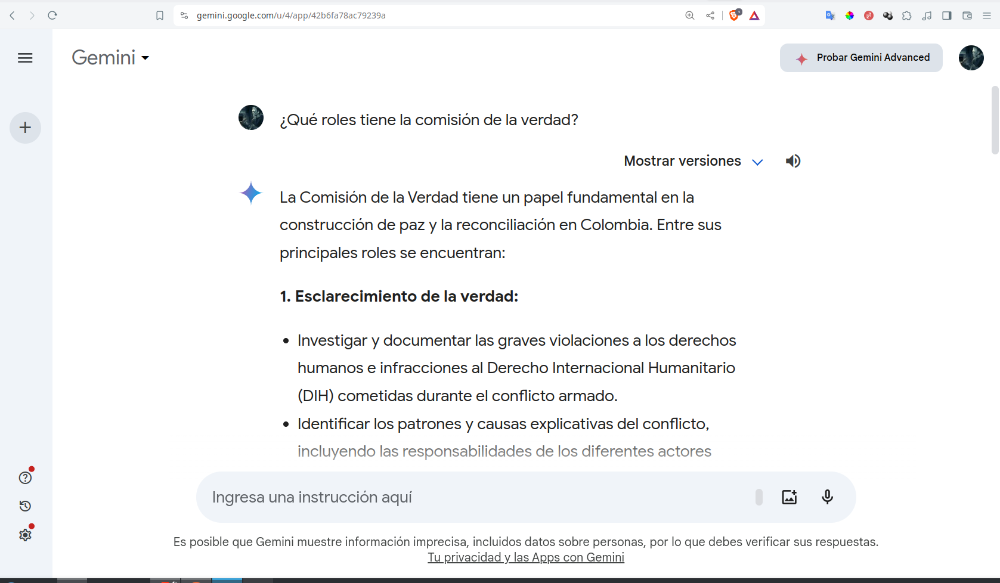 gemini.google.com/u/4/app/42b6fa78ac79239a
5
Gemini
Probar Gemini Advanced
¿Qué roles tiene la comisión de la verdad?
Mostrar versiones
La Comisión de la Verdad tiene un papel fundamental en la
construcción de paz y la reconciliación en Colombia. Entre sus
principales roles se encuentran:
1. Esclarecimiento de la verdad:
• Investigar y documentar las graves violaciones a los derechos
humanos e infracciones al Derecho Internacional Humanitario
(DIH) cometidas durante el conflicto armado.
• Identificar los patrones y causas explicativas del conflicto,
incluyendo las responsabilidades de los diferentes actores
Ingresa una instrucción aquí
Es posible que Gemini muestre información imprecisa, incluidos datos sobre personas, por lo que debes verificar sus respuestas.
Tu privacidad y las Apps con Gemini